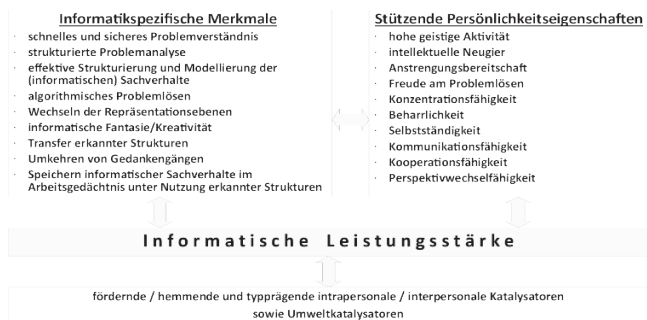 Informatikspezifische Merkmale
· schnelles und sicheres Problemverständnis
· strukturierte Problemanalyse
· effektive Strukturierung und Modellierung der
(informatischen) Sachverhalte
· algorithmisches Problemlösen
· Wechseln der Repräsentationsebenen
· informatische Fantasie/Kreativität
· Transfer erkannter Strukturen
· Umkehren von Gedankengängen
· Speichern informatischer Sachverhalte im
Arbeitsgedächtnis unter Nutzung erkannter Strukturen
Stützende Persönlichkeitseigenschaften
· hohe geistige Aktivität
· intellektuelle Neugier
· Anstrengungsbereitschaft
· Freude am Problemlösen
· Konzentrationsfähigkeit
· Beharrlichkeit
· Selbstständigkeit
· Kommunikationsfähigkeit
· Kooperationsfähigkeit
· Perspektivwechselfähigkeit
Informatische Leistungsstärke
fördernde / hemmende und typprägende intrapersonale / interpersonale Katalysatoren
sowie Umweltkatalysatoren